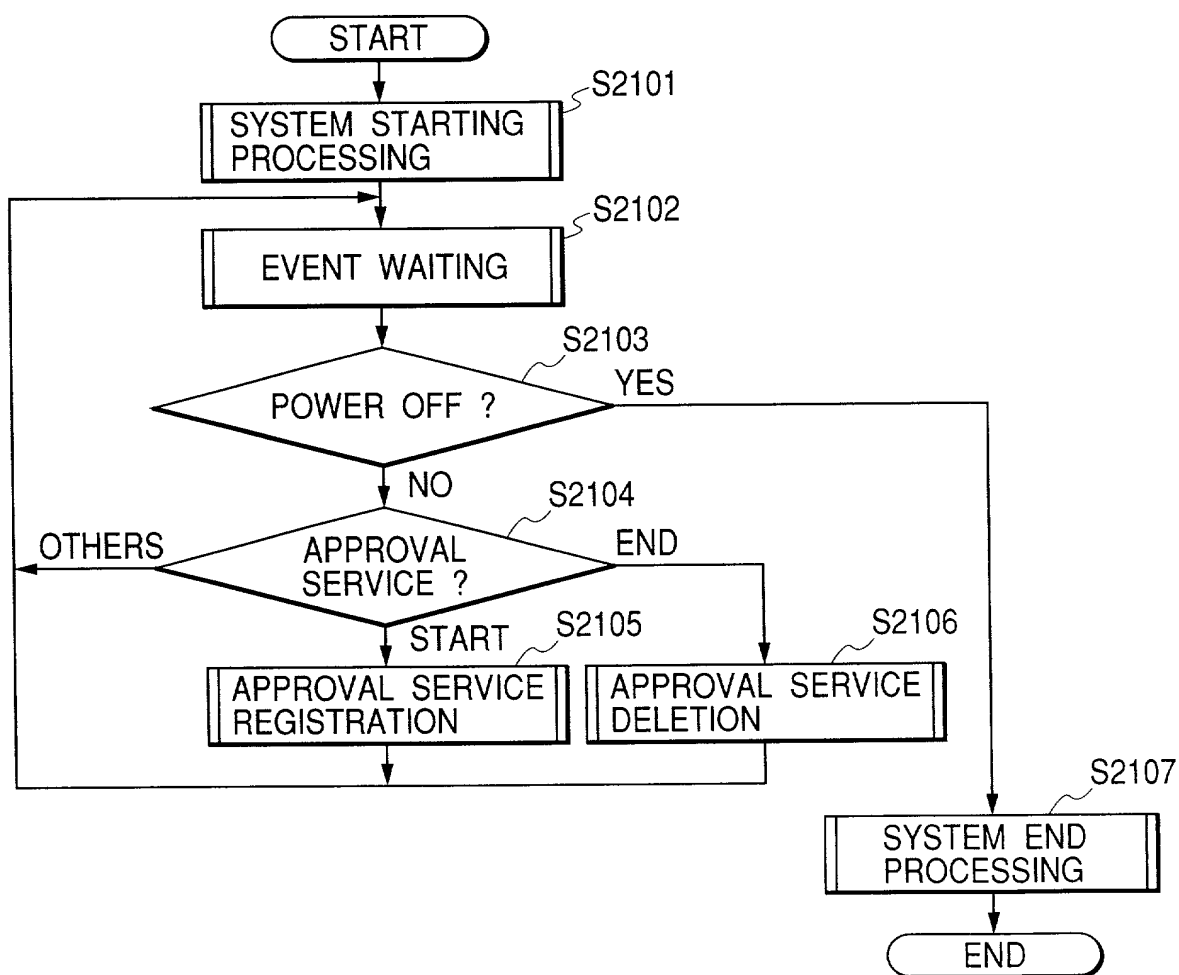 START
S2101
SYSTEM STARTING
PROCESSING
S2102
EVENT WAITING
S2103
POWER OFF ?
YES
NO
S2104
OTHERS
APPROVAL
SERVICE ?
END
START
S2105
S2106
APPROVAL SERVICE
REGISTRATION
APPROVAL SERVICE
DELETION
S2107
SYSTEM END
PROCESSING
END